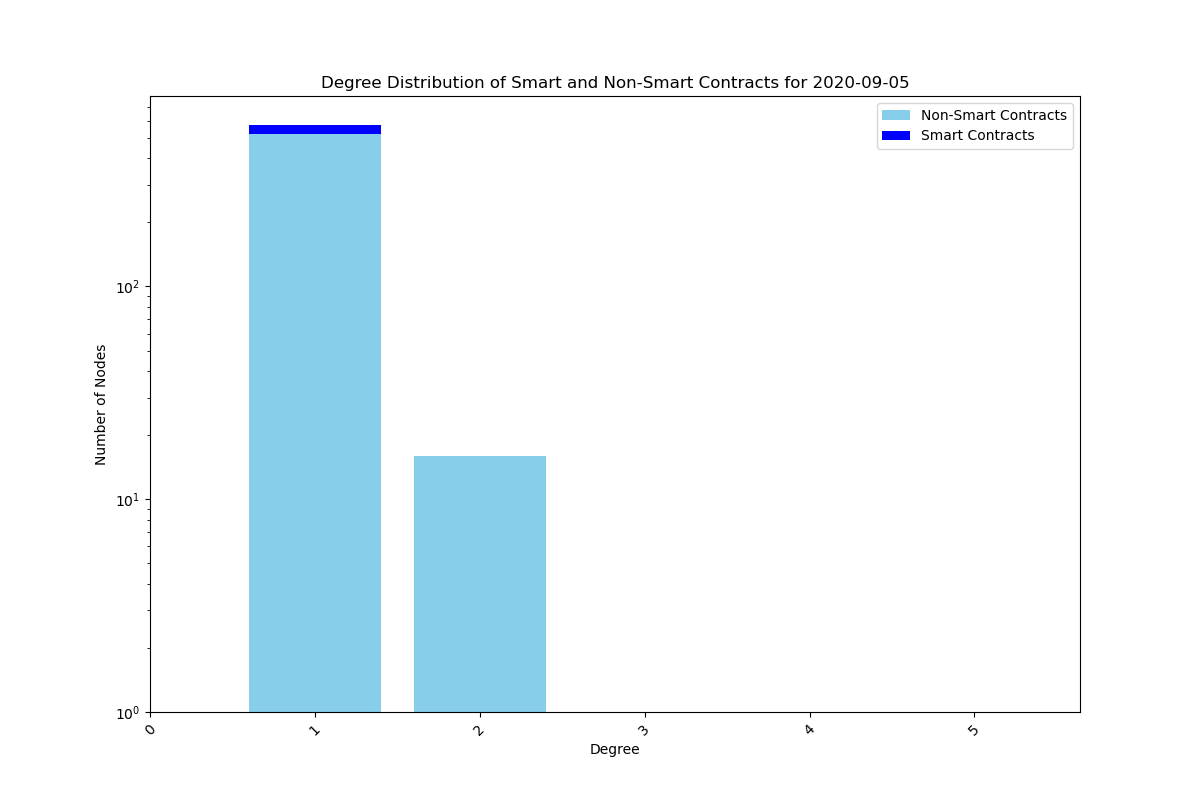 Degree Distribution of Smart and Non-Smart Contracts for 2020-09-05
Non-Smart Contracts
Smart Contracts
Number of Nodes
10²
10¹
10⁰
0 1 2 3 4 5
Degree